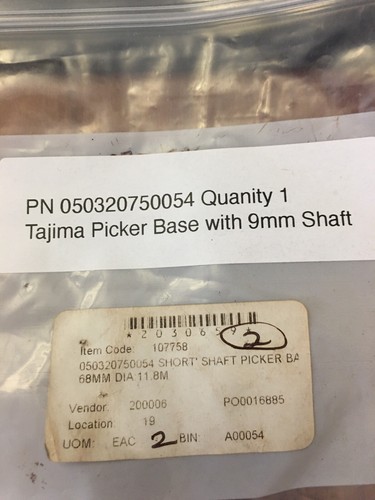 PN 050320750054 Quanity 1
Tajima Picker Base with 9mm Shaft
2
Item Code: 107758
050320750054 SHORT' SHAFT PICKER BA
68MM DIA 11.8M
Vendor: 200006 PO0016885
Location: 19
UOM: EAC 2 BIN: A00054